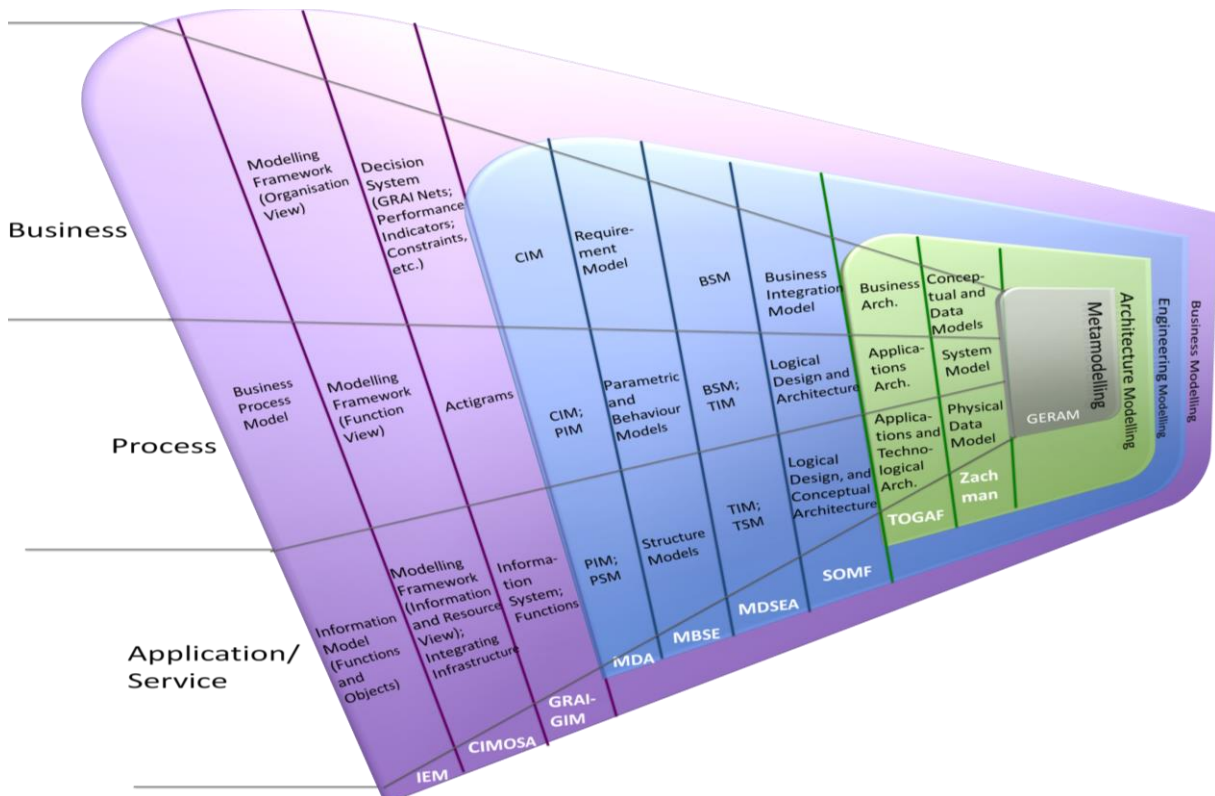 Business
Modelling
Framework
(Organisation
View)
Decision
System
(GRAI Nets;
Performance
Indicators;
Constraints,
etc.)
CIM
Require-
ment
Model
BSM
Business
Integration
Model
Business
Arch.
Concep-
tual and
Data
Models
Process
Business
Process
Model
Modelling
Framework
(Function
View)
Actigrams
CIM;
PIM
Parametric
and
Behaviour
Models
BSM;
TIM
Logical
Design and
Architecture
Applica-
tions
Arch.
System
Model
Application/
Service
Information
Model
(Functions
and
Objects)
Modelling
Framework
(Information
and Resource
View);
Integrating
Infrastructure
Informa-
tion
System;
Functions
PIM;
PSM
Structure
Models
TIM;
TSM
Logical
Design, and
Conceptual
Architecture
Applica-
tions and
Techno-
logical
Arch.
Physical
Data
Model
IEM
CIMOSA
GRAI-
GIM
MDA
MBSE
MDSEA
SOMF
TOGAF
Zach
man
GERAM
Metamodelling
Architecture Modelling
Engineering Modelling
Business Modelling